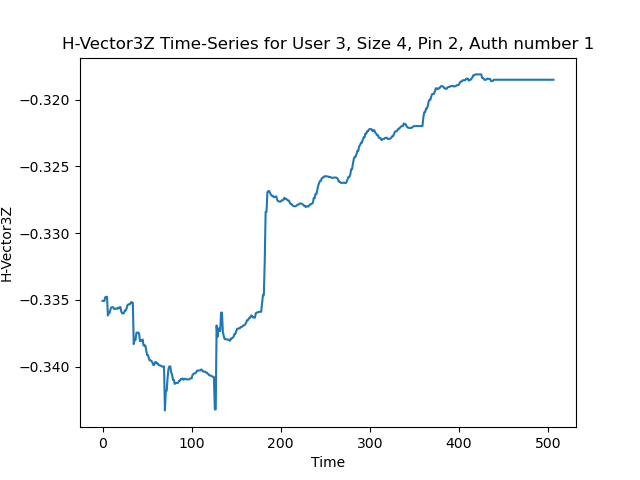 H-Vector3Z Time-Series for User 3, Size 4, Pin 2, Auth number 1
H-Vector3Z
−0.320
−0.325
−0.330
−0.335
−0.340
0 100 200 300 400 500
Time